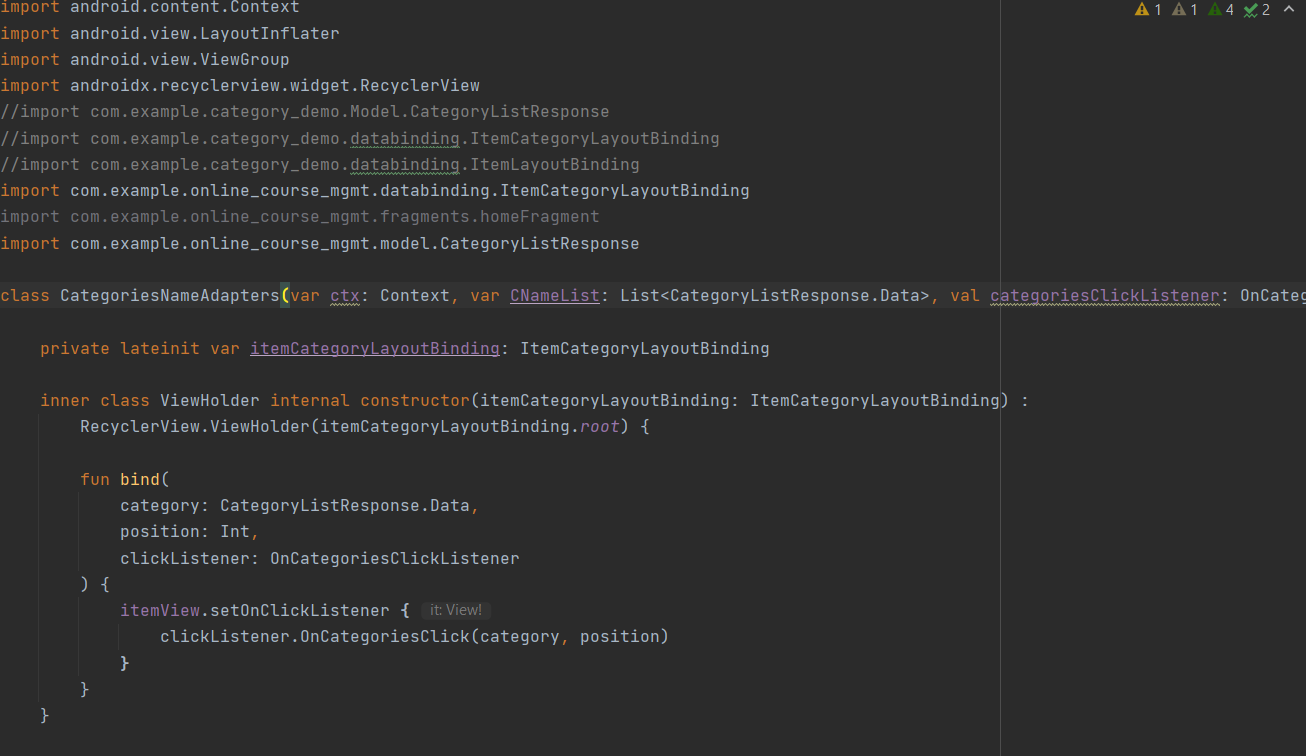 import android.content.Context
1 1 4 2
import android.view.LayoutInflater
import android.view.ViewGroup
import androidx.recyclerview.widget.RecyclerView
//import com.example.category_demo.Model.CategoryListResponse
//import com.example.category_demo.databinding.ItemCategoryLayoutBinding
//import com.example.category_demo.databinding.ItemLayoutBinding
import com.example.online_course_mgmt.databinding.ItemCategoryLayoutBinding
import com.example.online_course_mgmt.fragments.homeFragment
import com.example.online_course_mgmt.model.CategoryListResponse
class CategoriesNameAdapters(var ctx: Context, var CNameList: List<CategoryListResponse.Data>, val categoriesClickListener: OnCateg
private lateinit var itemCategoryLayoutBinding: ItemCategoryLayoutBinding
inner class ViewHolder internal constructor(itemCategoryLayoutBinding: ItemCategoryLayoutBinding) :
RecyclerView.ViewHolder(itemCategoryLayoutBinding.root) {
fun bind(
category: CategoryListResponse.Data,
position: Int,
clickListener: OnCategoriesClickListener
) {
itemView.setOnClickListener { it: View!
clickListener.OnCategoriesClick(category, position)
}
}
}